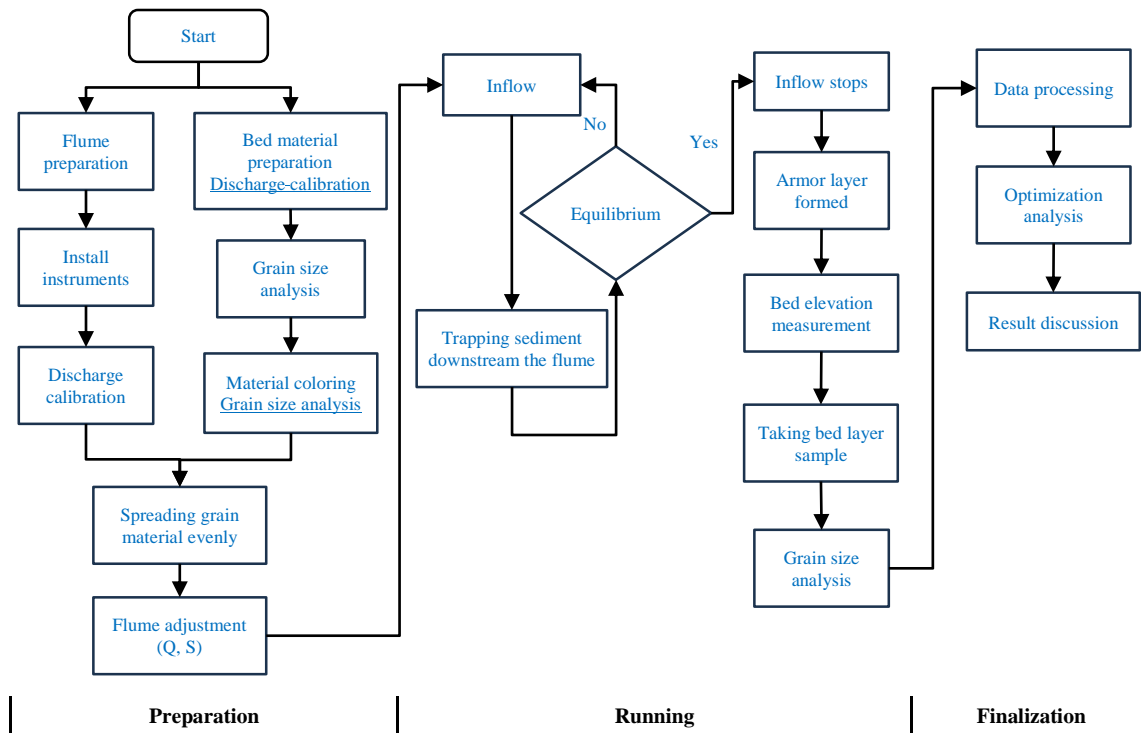 Start
Flume
preparation
Install
instruments
Discharge
calibration
Bed material
preparation
Discharge-calibration
Grain size
analysis
Material coloring
Grain size analysis
Spreading grain
material evenly
Flume adjustment
(Q, S)
Inflow
No
Yes
Equilibrium
Trapping sediment
downstream the flume
Inflow stops
Armor layer
formed
Bed elevation
measurement
Taking bed layer
sample
Grain size
analysis
Data processing
Optimization
analysis
Result discussion
Preparation
Running
Finalization